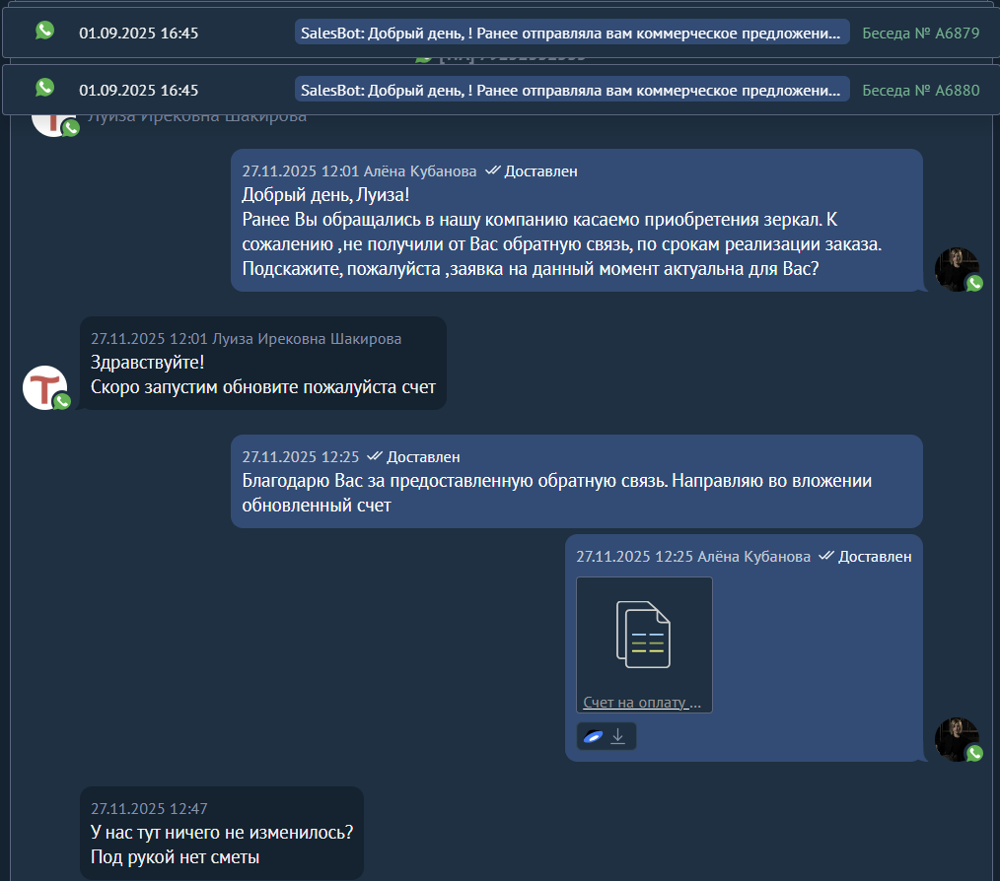 01.09.2025 16:45 SalesBot: Добрый день, ! Ранее отправляла вам коммерческое предложени... Беседа № A6879
01.09.2025 16:45 SalesBot: Добрый день, ! Ранее отправляла вам коммерческое предложени... Беседа № A6880
Луиза Ирековна Шакирова
27.11.2025 12:01 Алёна Кубанова Доставлен
Добрый день, Луиза!
Ранее Вы обращались в нашу компанию касаемо приобретения зеркал. К
сожалению ,не получили от Вас обратную связь, по срокам реализации заказа.
Подскажите, пожалуйста ,заявка на данный момент актуальна для Вас?
27.11.2025 12:01 Луиза Ирековна Шакирова
Здравствуйте!
Скоро запустим обновите пожалуйста счет
27.11.2025 12:25 Доставлен
Благодарю Вас за предоставленную обратную связь. Направляю во вложении
обновленный счет
27.11.2025 12:25 Алёна Кубанова Доставлен
Счет на оплату ...
27.11.2025 12:47
У нас тут ничего не изменилось?
Под рукой нет сметы